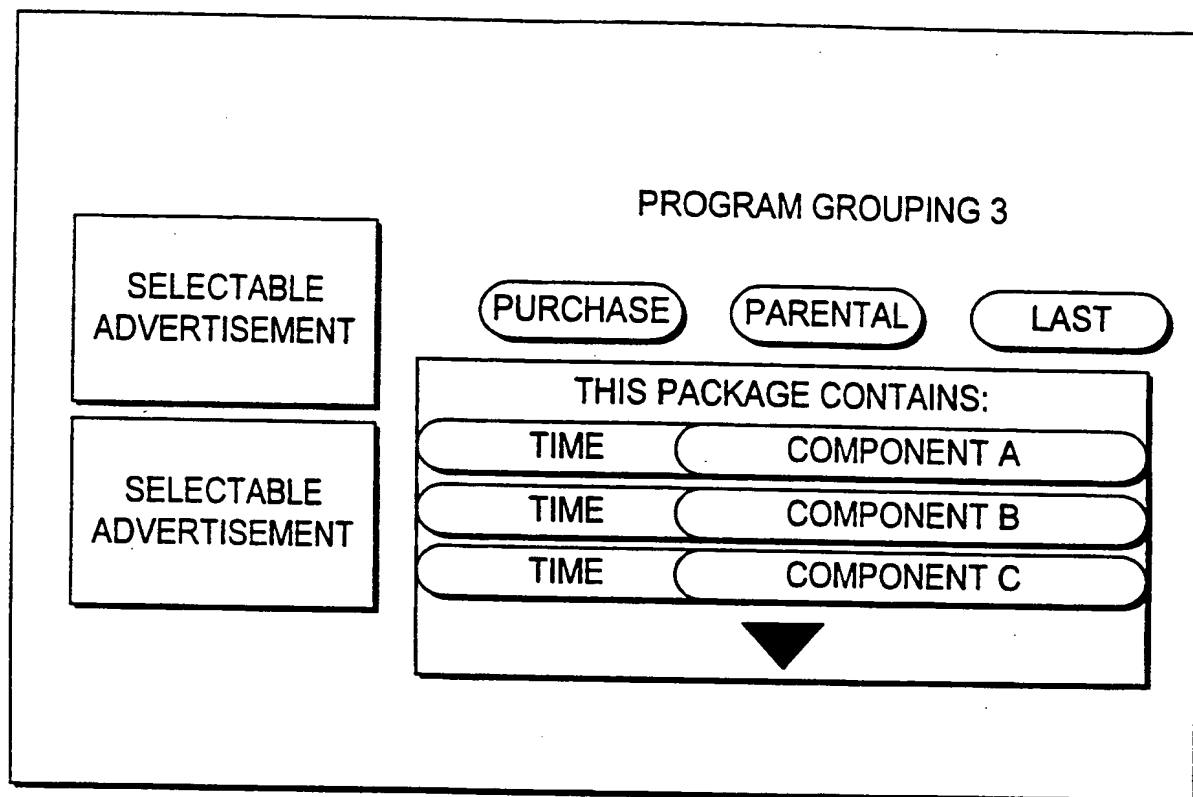 PROGRAM GROUPING 3
SELECTABLE
ADVERTISEMENT
SELECTABLE
ADVERTISEMENT
PURCHASE PARENTAL LAST
THIS PACKAGE CONTAINS:
TIME COMPONENT A
TIME COMPONENT B
TIME COMPONENT C